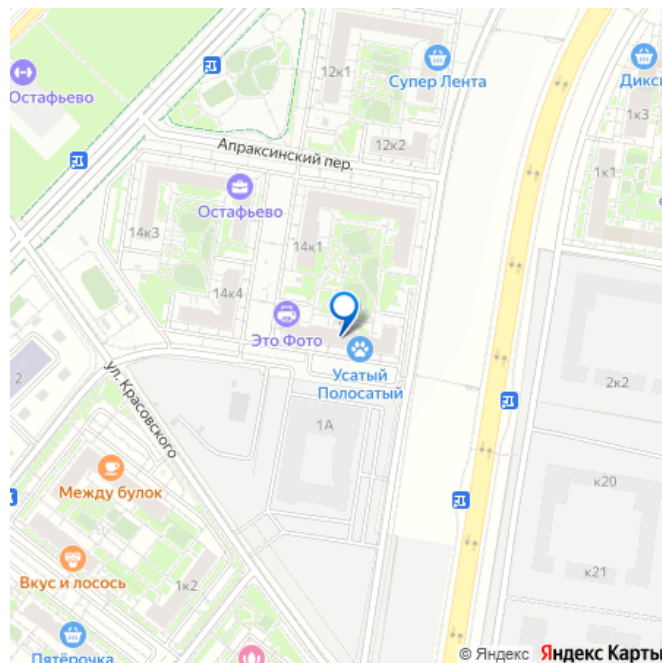 12к1
Супер Лента
Дикси
Остафьево
1к3
12к2
Апраксинский пер.
1к1
Остафьево
14к3
14к1
14к4
Это Фото
Усатый
Полосатый
2
ул. Красовского
2к2
1А
Между булок
к20
Вкус и лосось
1к2
к21
Пятёрочка
© Яндекс Яндекс Карты